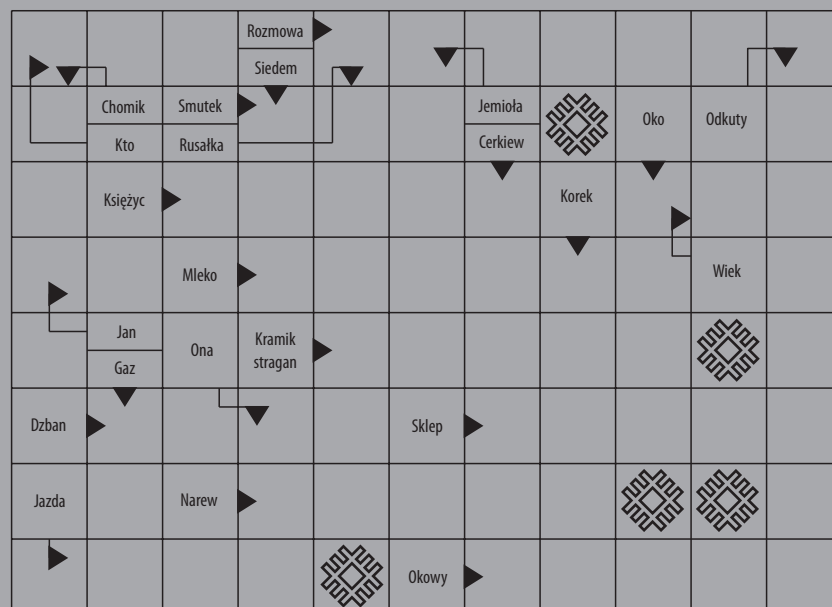 Rozmowa
Siedem
Chomik
Smutek
Jemioła
Oko
Odkuty
Kto
Rusałka
Cerkiew
Księżyc
Korek
Mleko
Wiek
Jan
Ona
Kramik
stragan
Gaz
Dzban
Sklep
Jazda
Narew
Okowy